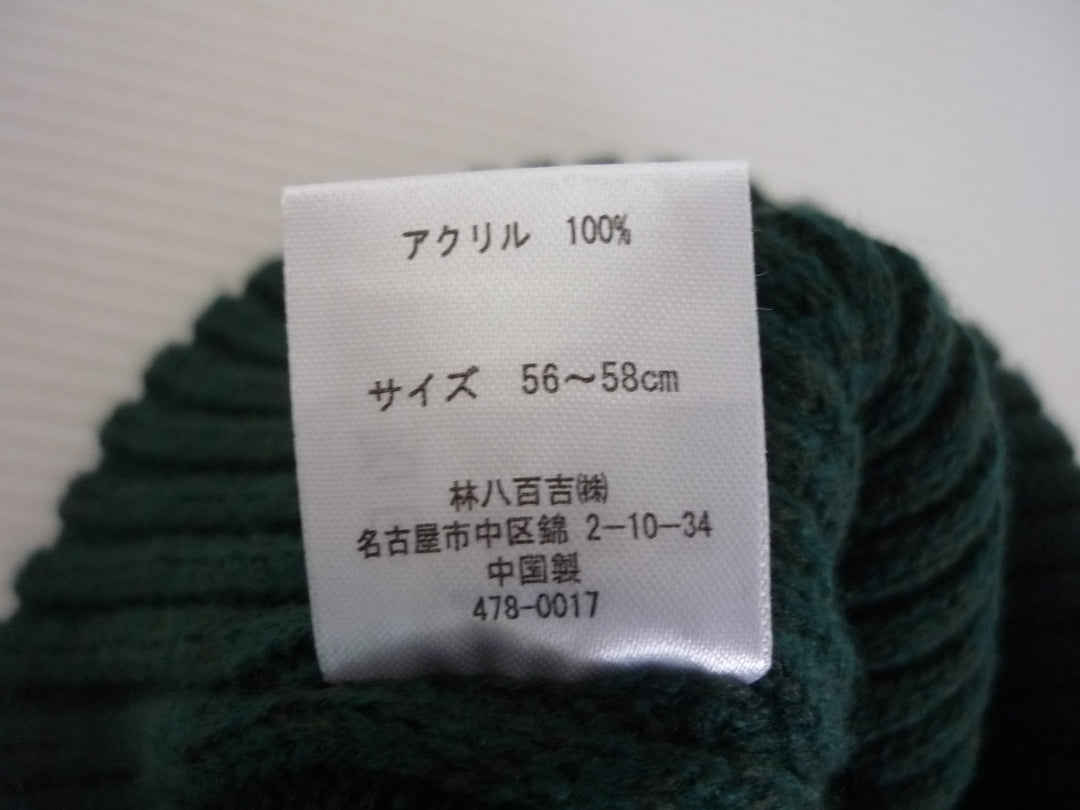 アクリル 100%
サイズ 56～58cm
林八百吉㈱
名古屋市中区錦 2-10-34
中国製
478-0017